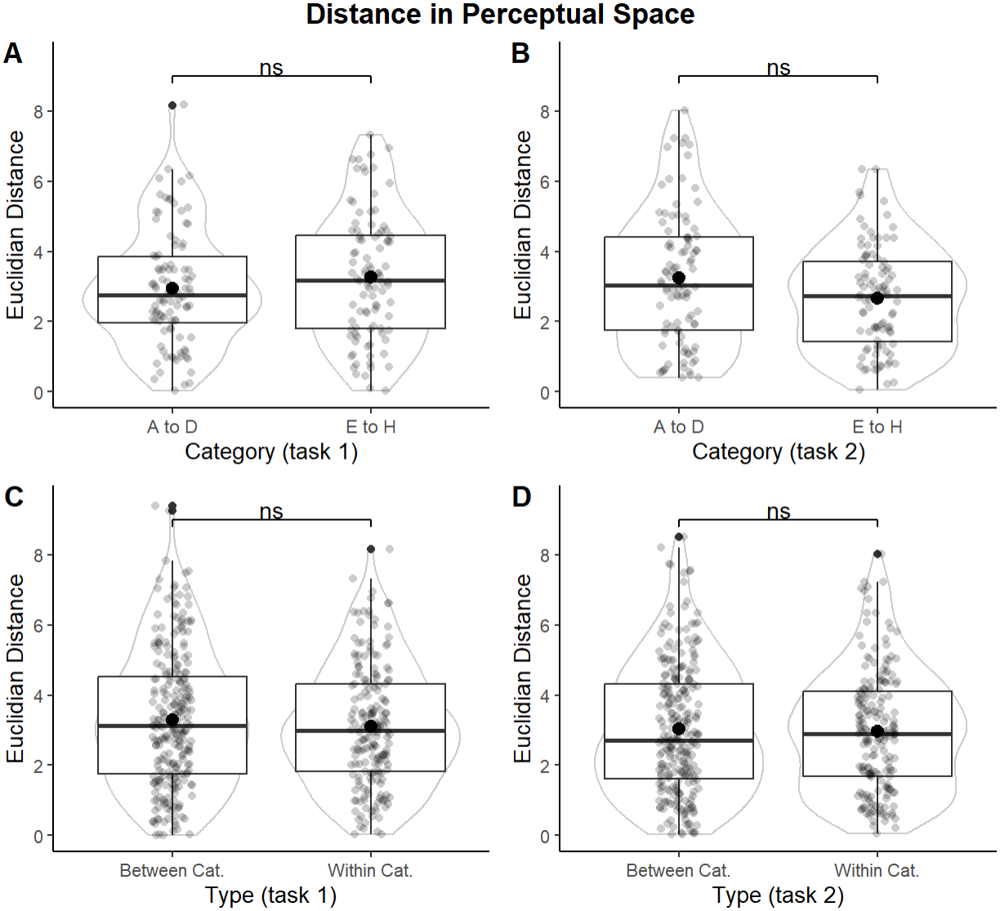 Distance in Perceptual Space
A
ns
Euclidian Distance
8
6
4
2
0
A to D
E to H
Category (task 1)
B
ns
Euclidian Distance
8
6
4
2
0
A to D
E to H
Category (task 2)
C
ns
Euclidian Distance
8
6
4
2
0
Between Cat.
Within Cat.
Type (task 1)
D
ns
Euclidian Distance
8
6
4
2
0
Between Cat.
Within Cat.
Type (task 2)